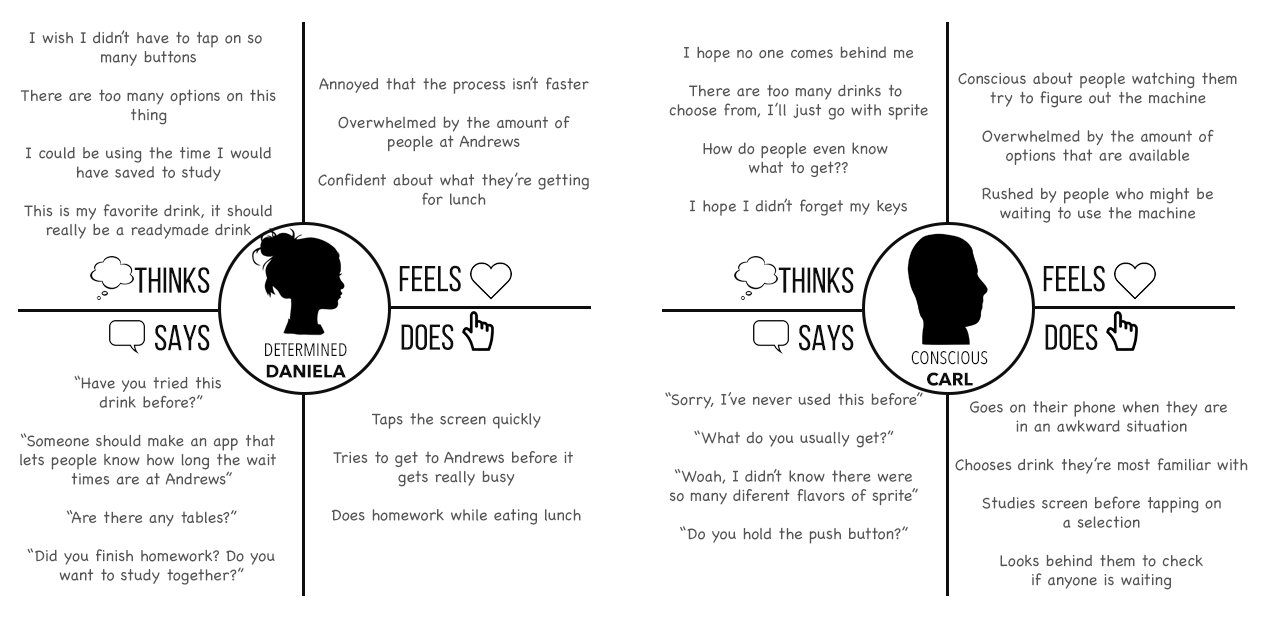 I wish I didn't have to tap on so
many buttons
There are too many options on this
thing
I could be using the time I would
have saved to study
This is my favorite drink, it should
really be a readymade drink
THINKS
Annoyed that the process isn't faster
Overwhelmed by the amount of
people at Andrews
Confident about what they're getting
for lunch
FEELS
SAYS
"Have you tried this
drink before?"
"Someone should make an app that
lets people know how long the wait
times are at Andrews"
"Are there any tables?"
"Did you finish homework? Do you
want to study together?"
DOES
Taps the screen quickly
Tries to get to Andrews before it
gets really busy
Does homework while eating lunch
DETERMINED
DANIELA
I hope no one comes behind me
There are too many drinks to
choose from, I'll just go with sprite
How do people even know
what to get??
I hope I didn't forget my keys
THINKS
Conscious about people watching them
try to figure out the machine
Overwhelmed by the amount of
options that are available
Rushed by people who might be
waiting to use the machine
FEELS
SAYS
"Sorry, I've never used this before"
"What do you usually get?"
"Woah, I didn't know there were
so many diferent flavors of sprite"
"Do you hold the push button?"
DOES
Goes on their phone when they are
in an awkward situation
Chooses drink they're most familiar with
Studies screen before tapping on
a selection
Looks behind them to check
if anyone is waiting
CONSCIOUS
CARL